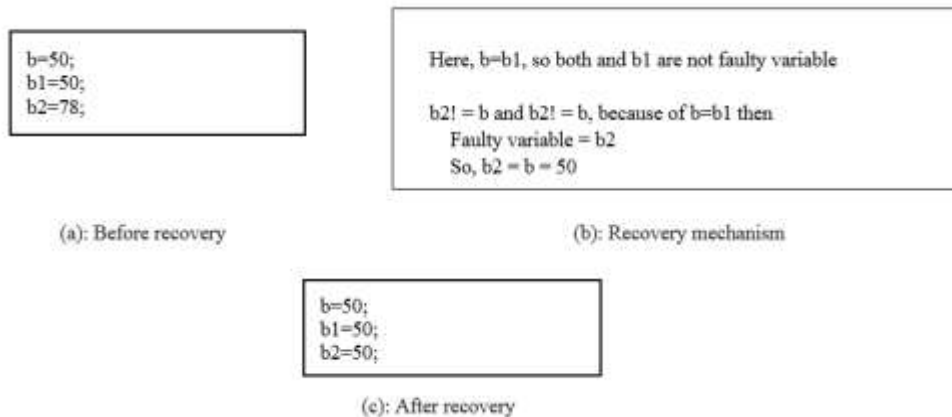 b=50;
b1=50;
b2=78;
(a): Before recovery
Here, b=b1, so both and b1 are not faulty variable
b2! = b and b2! = b, because of b=b1 then
Faulty variable = b2
So, b2 = b = 50
(b): Recovery mechanism
b=50;
b1=50;
b2=50;
(c): After recovery